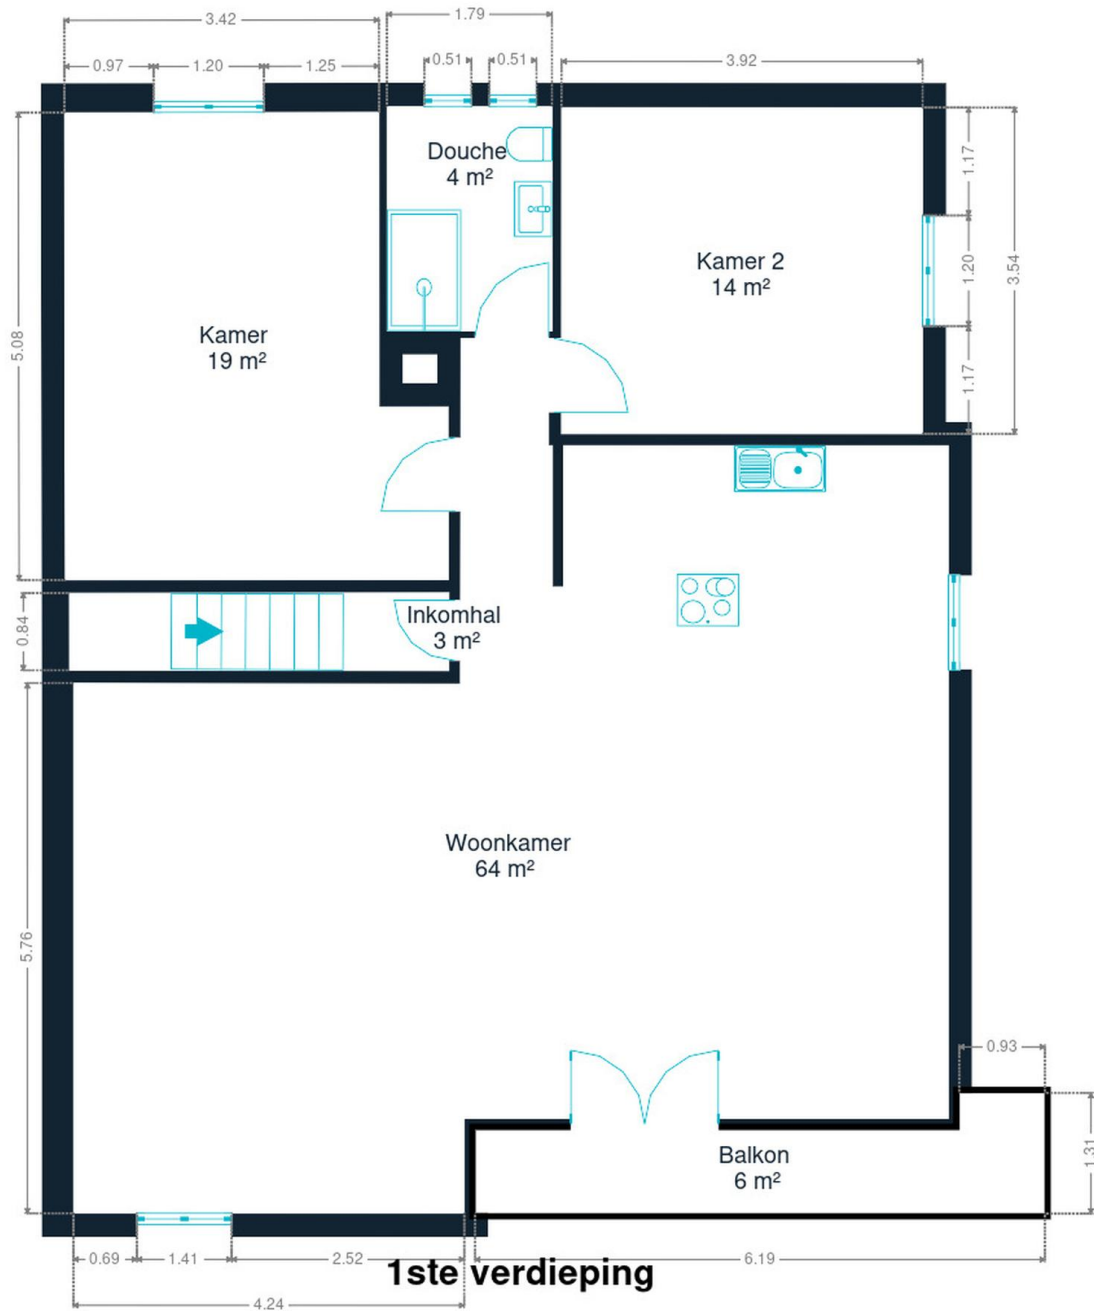 3.42
1.79
0.97
1.20
1.25
0.51
0.51
3.92
Douche
4 m²
1.17
Kamer 2
14 m²
1.20
3.54
5.08
Kamer
19 m²
1.17
0.84
Inkomhal
3 m²
Woonkamer
64 m²
5.76
0.93
Balkon
6 m²
1.31
0.69
1.41
2.52
6.19
1ste verdieping
4.24